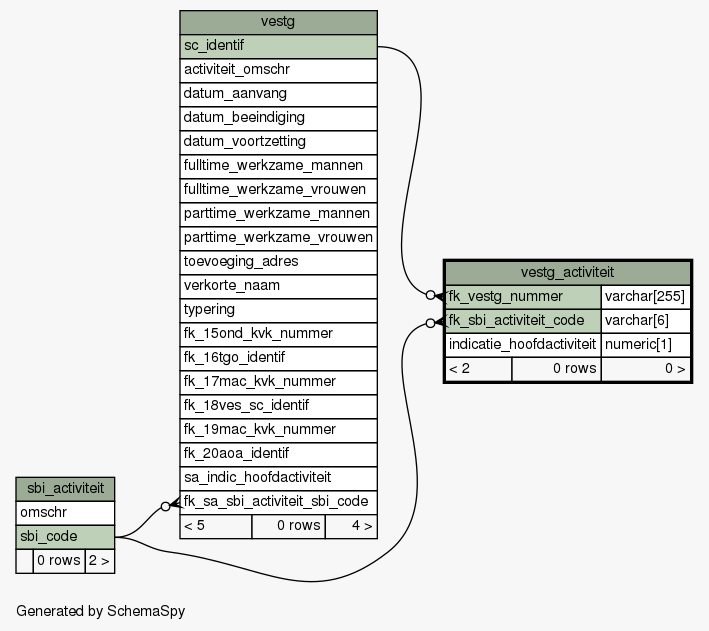 vestg
sc_identif
activiteit_omschr
datum_aanvang
datum_beeindiging
datum_voortzetting
fulltime_werkzame_mannen
fulltime_werkzame_vrouwen
parttime_werkzame_mannen
parttime_werkzame_vrouwen
toevoeging_adres
verkorte_naam
typering
fk_15ond_kvk_nummer
fk_16tgo_identif
fk_17mac_kvk_nummer
fk_18ves_sc_identif
fk_19mac_kvk_nummer
fk_20aoa_identif
sa_indic_hoofdactiviteit
fk_sa_sbi_activiteit_sbi_code
< 5 0 rows 4 >
vestg_activiteit
fk_vestg_nummer varchar[255]
fk_sbi_activiteit_code varchar[6]
indicatie_hoofdactiviteit numeric[1]
< 2 0 rows 0 >
sbi_activiteit
omschr
sbi_code
0 rows 2 >
Generated by SchemaSpy